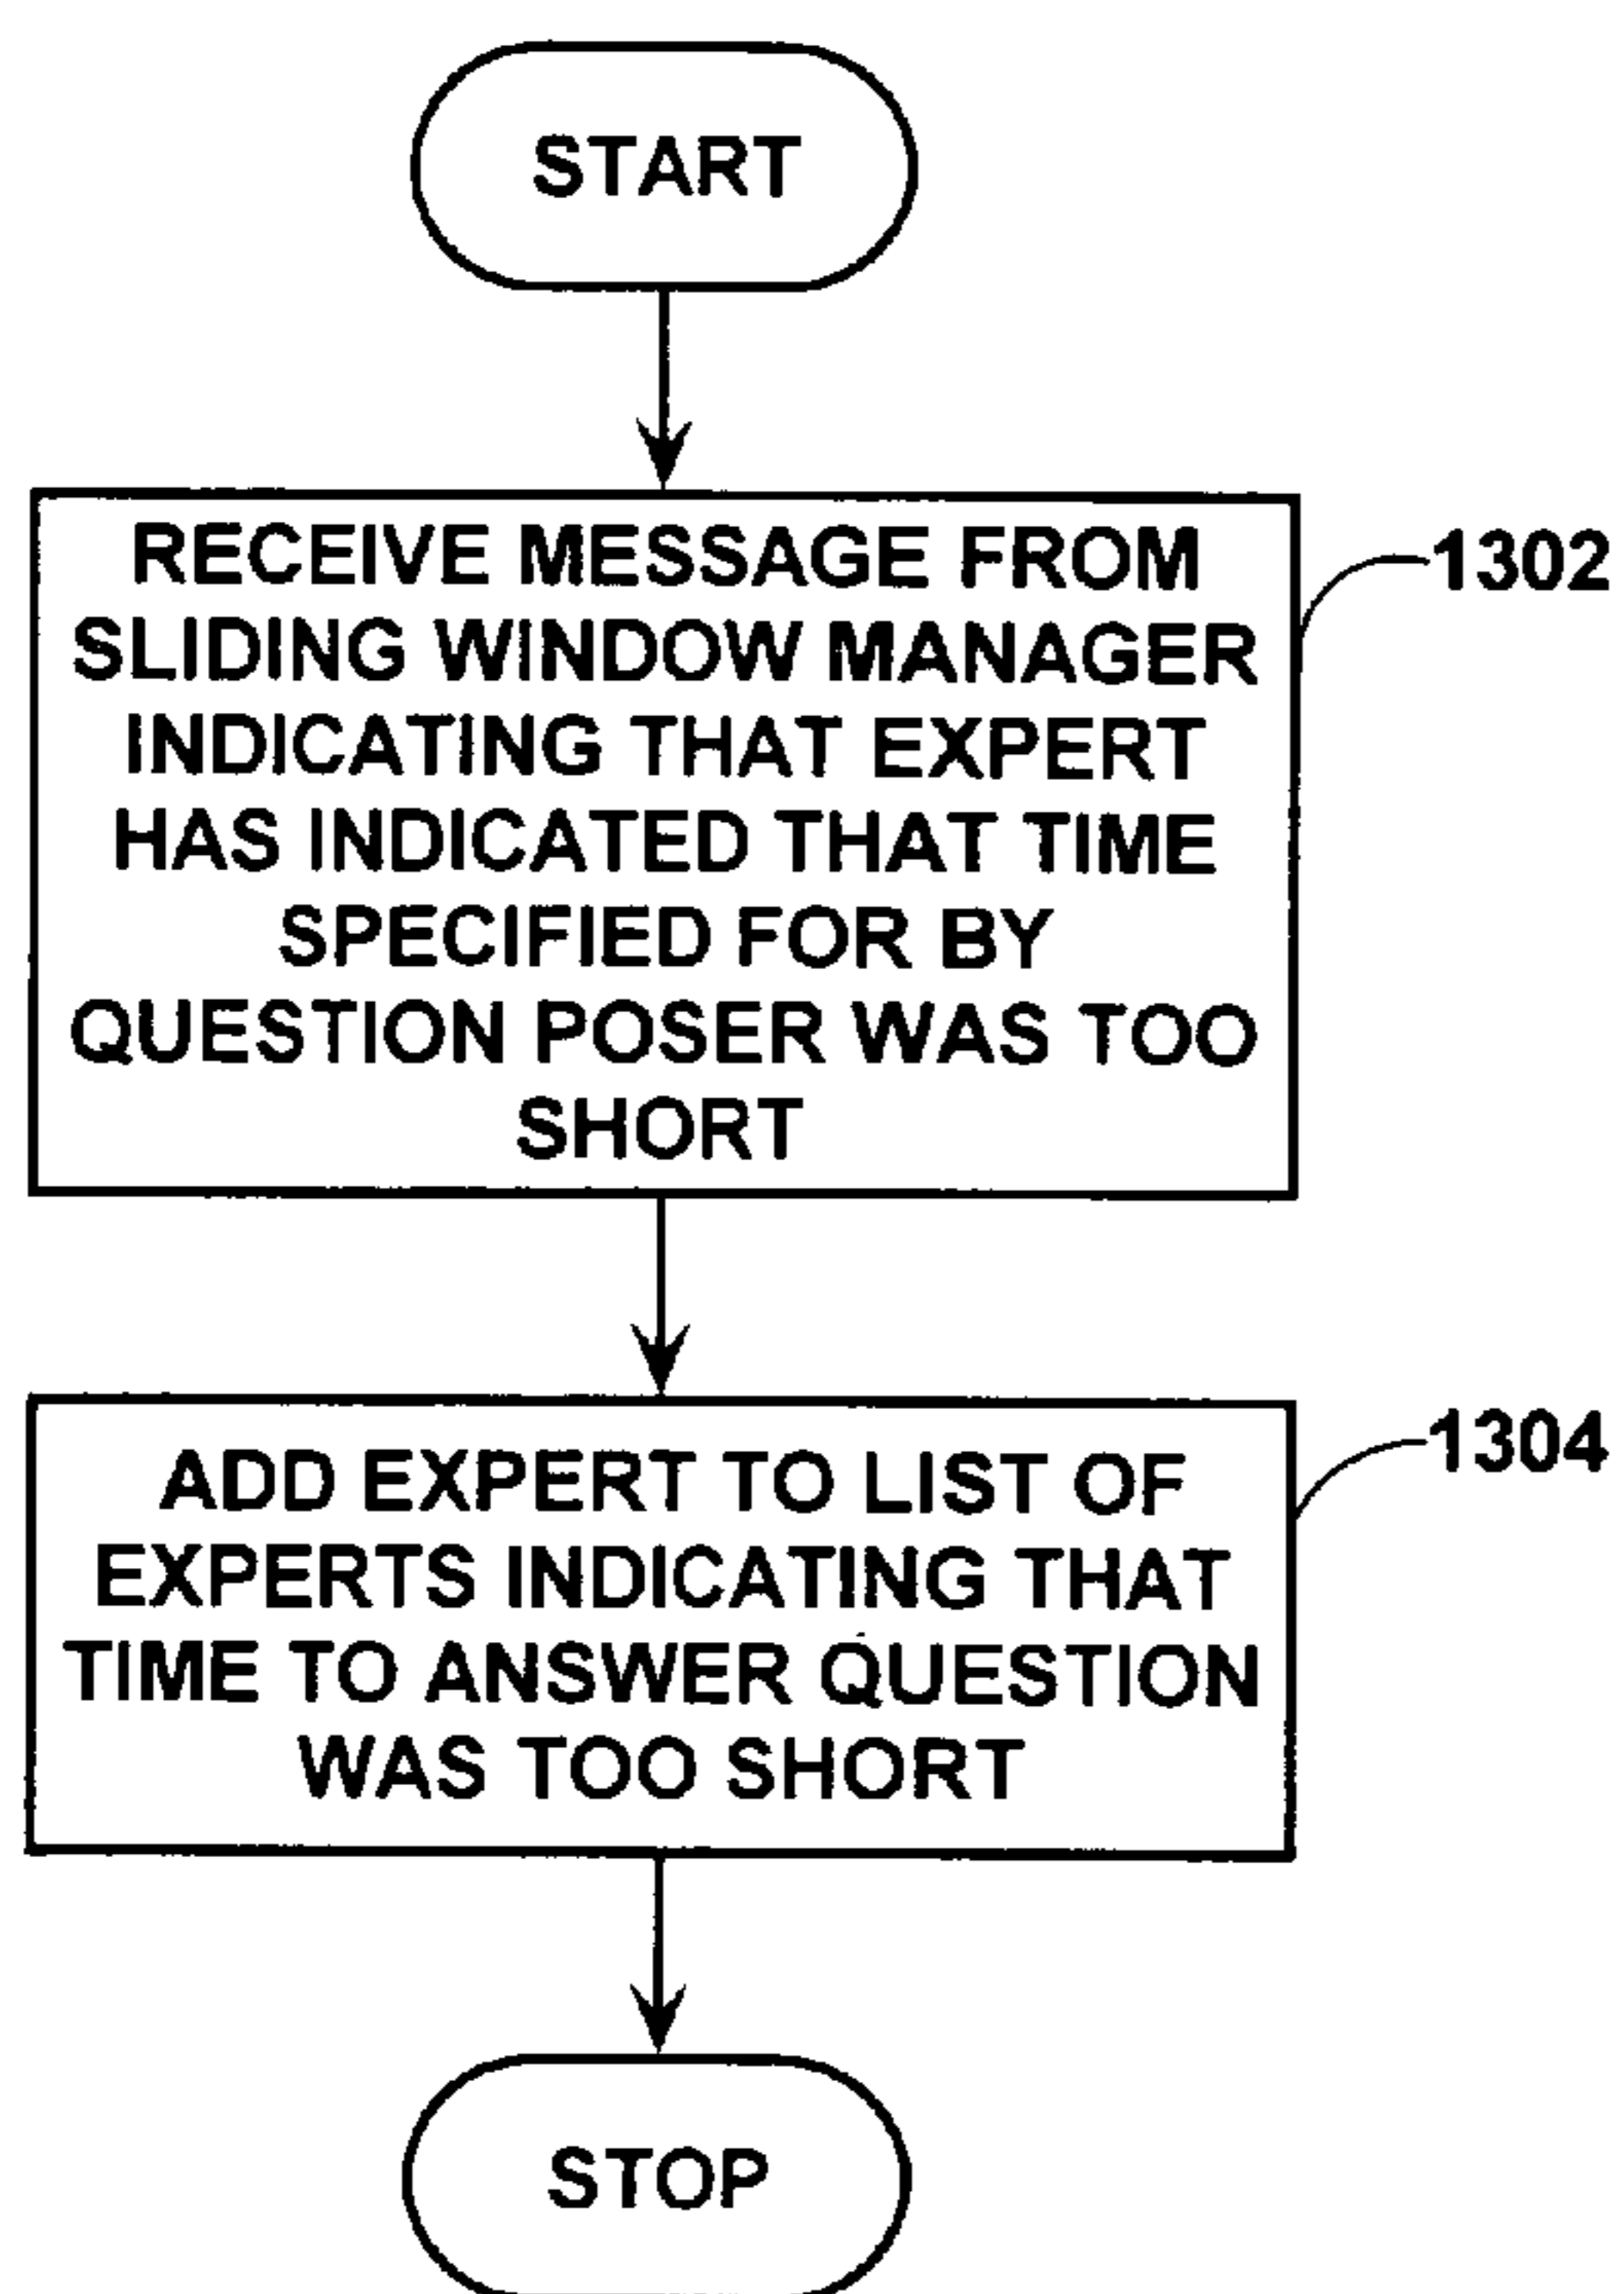 START
RECEIVE MESSAGE FROM
1302
SLIDING WINDOW MANAGER
INDICATING THAT EXPERT
HAS INDICATED THAT TIME
SPECIFIED FOR BY
QUESTION POSER WAS TOO
SHORT
1304
ADD EXPERT TO LIST OF
EXPERTS INDICATING THAT
TIME TO ANSWER QUESTION
WAS TOO SHORT
STOP